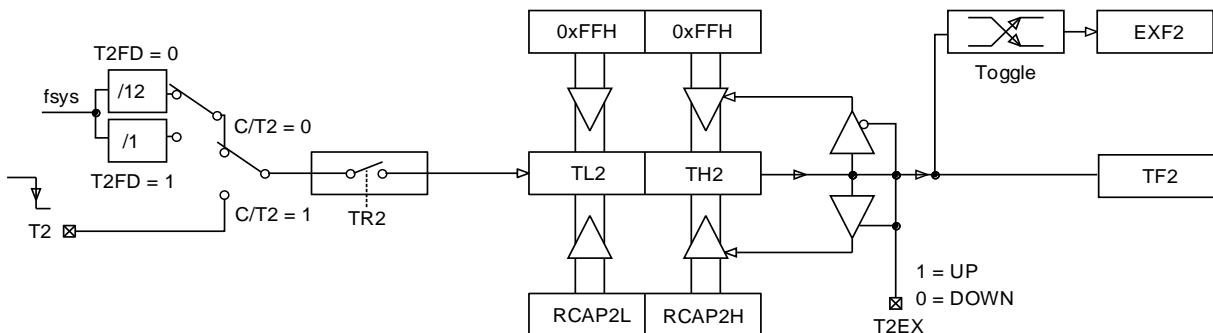 0xFFH 0xFFH
EXF2
Toggle
T2FD = 0
/12
fsys
C/T2 = 0
/1
T2FD = 1
TL2 TH2
TF2
TR2
C/T2 = 1
T2
1 = UP
0 = DOWN
RCAP2L RCAP2H
T2EX